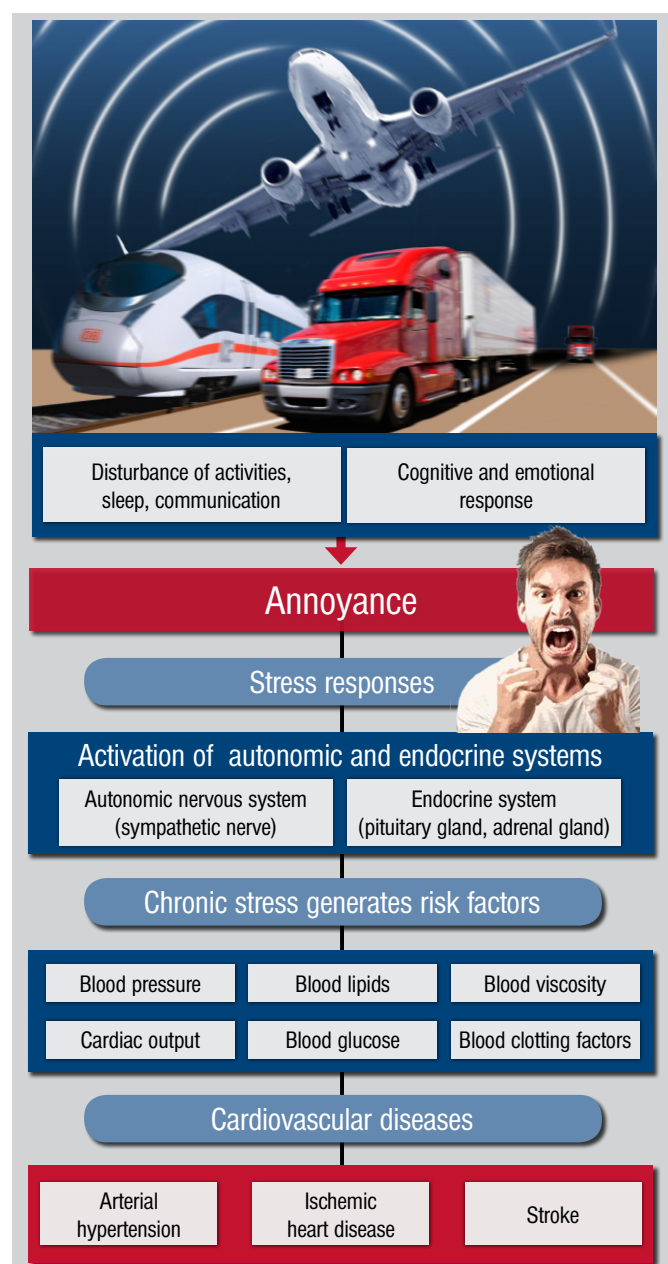 DB
Disturbance of activities,
sleep, communication
Cognitive and emotional
response
Annoyance
Stress responses
Activation of autonomic and endocrine systems
Autonomic nervous system
(sympathetic nerve)
Endocrine system
(pituitary gland, adrenal gland)
Chronic stress generates risk factors
Blood pressure
Blood lipids
Blood viscosity
Cardiac output
Blood glucose
Blood clotting factors
Cardiovascular diseases
Arterial
hypertension
Ischemic
heart disease
Stroke